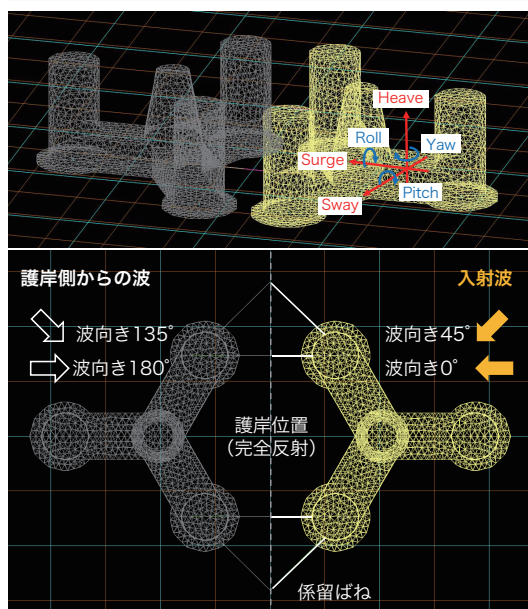 Heave
Roll
Yaw
Surge
Pitch
Sway
護岸側からの波
入射波
波向き135°
波向き45°
波向き180°
波向き0°
護岸位置
（完全反射）
係留ばね